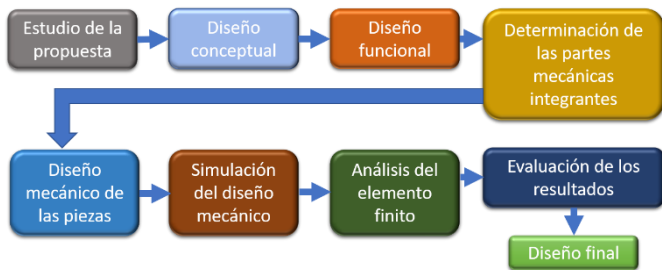 Estudio de la
propuesta
Diseño
conceptual
Diseño
funcional
Determinación de
las partes
mecánicas
integrantes
Diseño
mecánico de
las piezas
Simulación
del diseño
mecánico
Análisis del
elemento
finito
Evaluación de los
resultados
Diseño final